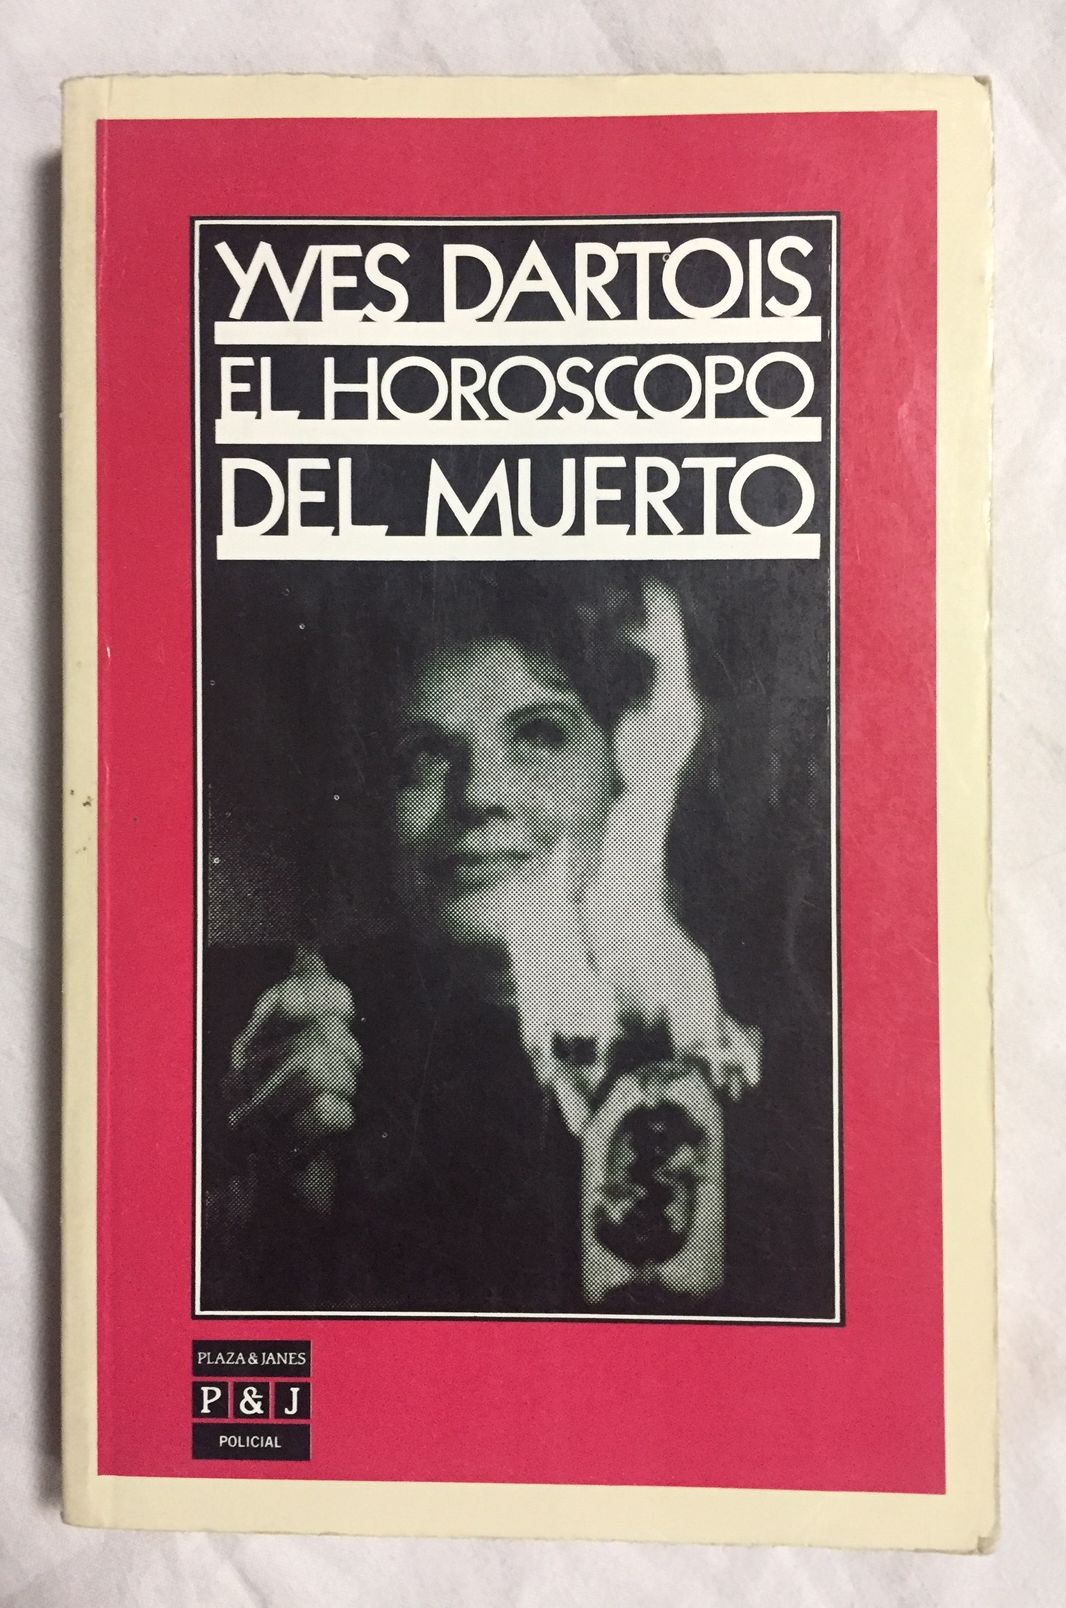 YVES DARTOIS
EL HOROSCOPO
DEL MUERTO
PLAZA & JANES
P & J
POLICIAL